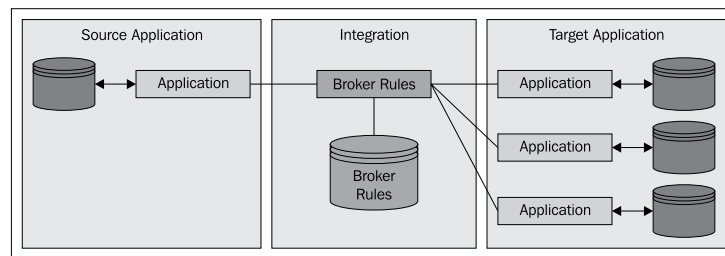 Source Application
Integration
Target Application
Application
Broker Rules
Application
Application
Application
Broker
Rules